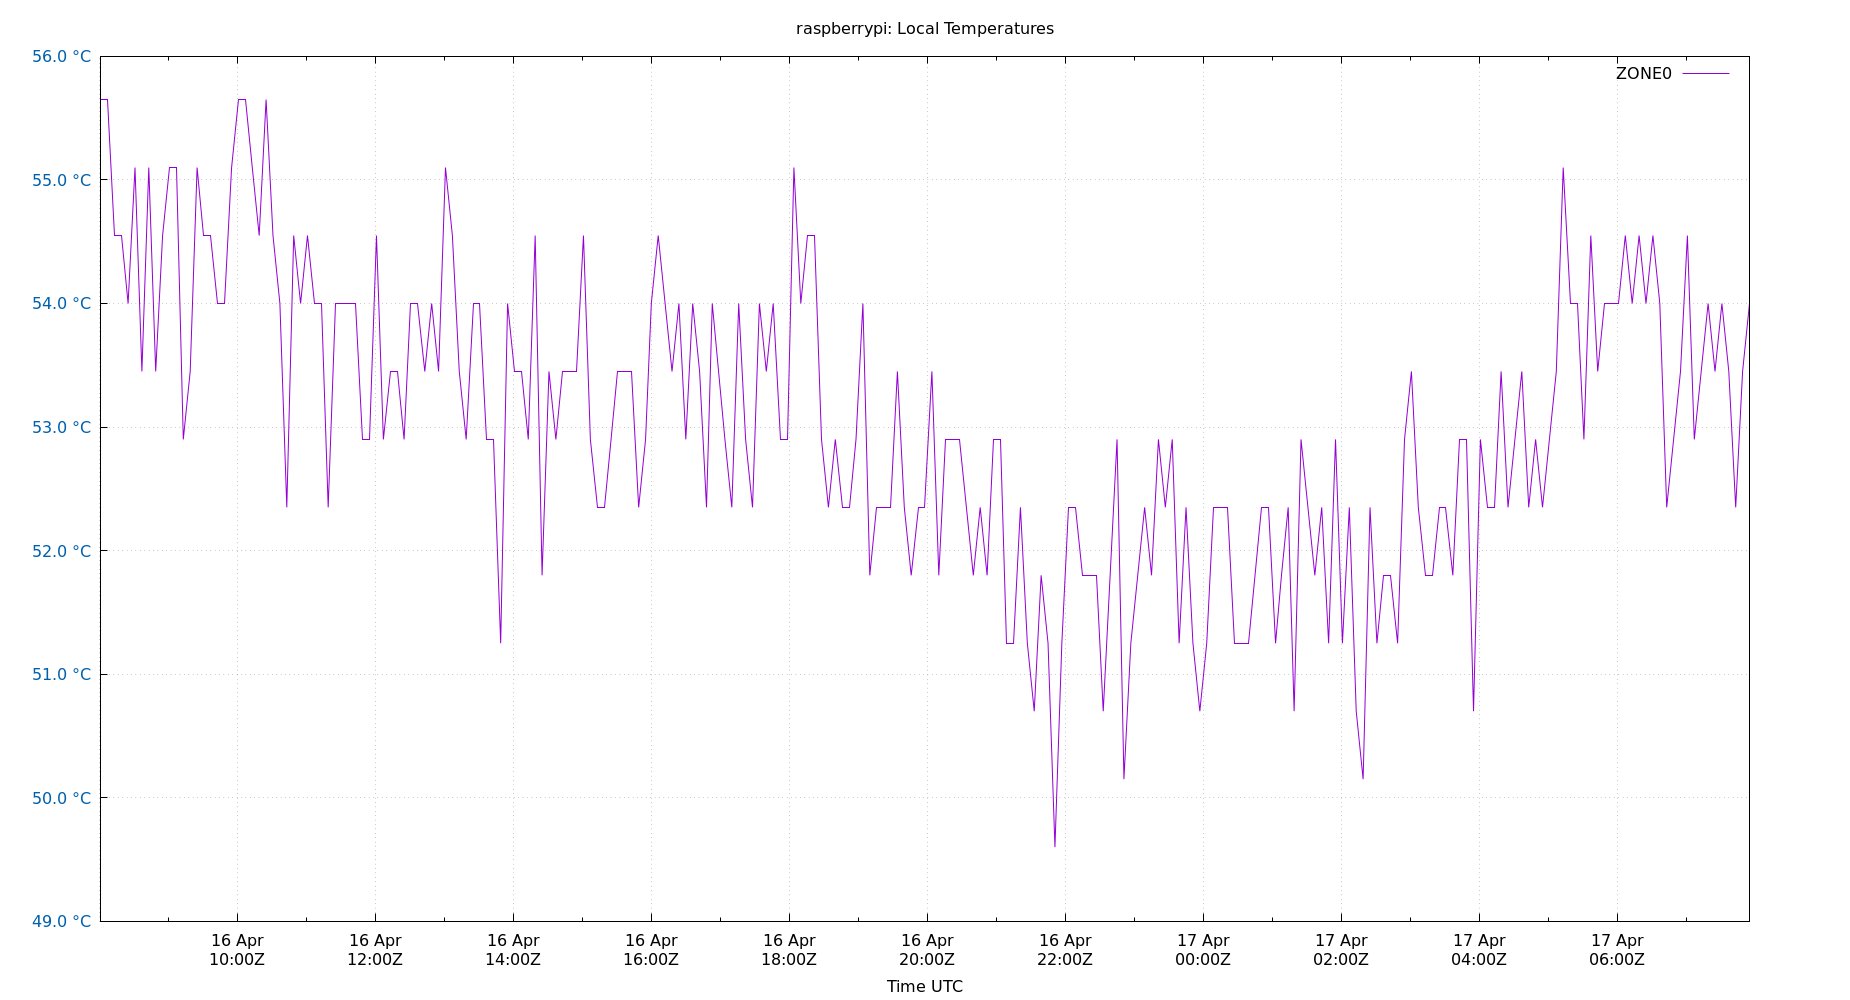 raspberrypi: Local Temperatures
56.0 °C
ZONE0
55.0 °C
54.0 °C
53.0 °C
52.0 °C
51.0 °C
50.0 °C
49.0 °C
16 Apr 16 Apr 16 Apr 16 Apr 16 Apr 16 Apr 16 Apr 17 Apr 17 Apr 17 Apr 17 Apr
10:00Z 12:00Z 14:00Z 16:00Z 18:00Z 20:00Z 22:00Z 00:00Z 02:00Z 04:00Z 06:00Z
Time UTC